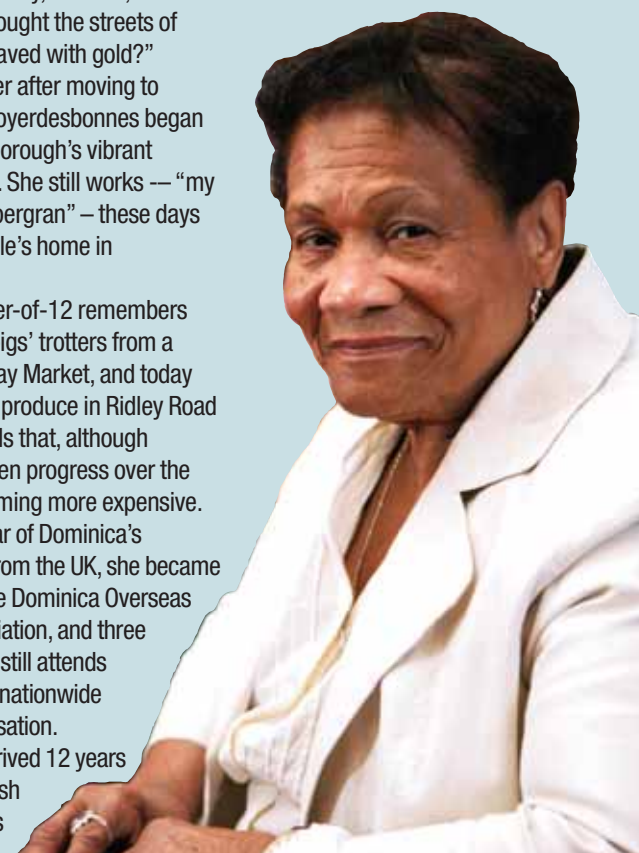 ought the streets of
aved with gold?”
er after moving to
oyerdesbonnes began
orough’s vibrant
. She still works -– “my
pergran” – these days
le’s home in
er-of-12 remembers
igs’ trotters from a
ay Market, and today
produce in Ridley Road
ls that, although
en progress over the
ming more expensive.
ar of Dominica’s
rom the UK, she became
e Dominica Overseas
iation, and three
still attends
nationwide
sation.
rived 12 years
sh
s